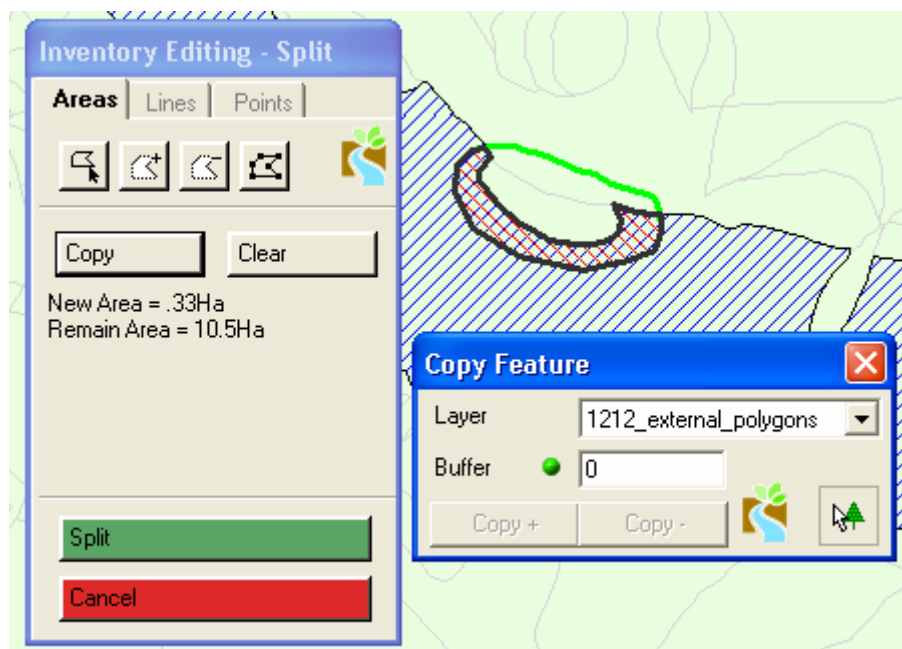 Inventory Editing - Split
Areas Lines Points
Copy Clear
New Area = .33Ha
Remain Area = 10.5Ha
Split
Cancel
Copy Feature
Layer 1212_external_polygons
Buffer 0
Copy + Copy -